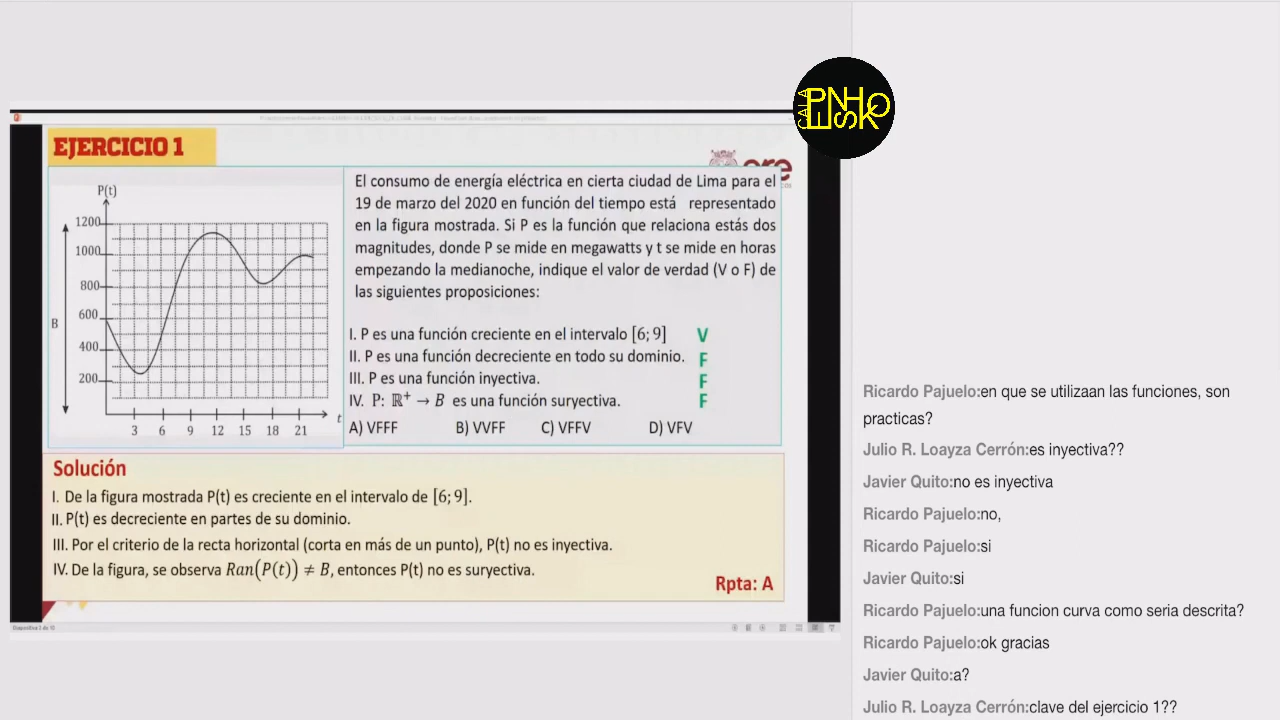 CALA
PEN
ESHKO
EJERCICIO 1
P(t)
1200
1000
800
600
400
200
B
3 6 9 12 15 18 21
t
El consumo de energía eléctrica en cierta ciudad de Lima para el
19 de marzo del 2020 en función del tiempo está representado
en la figura mostrada. Si P es la función que relaciona estás dos
magnitudes, donde P se mide en megawatts y t se mide en horas
empezando la medianoche, indique el valor de verdad (V o F) de
las siguientes proposiciones:
I. P es una función creciente en el intervalo [6; 9] V
II. P es una función decreciente en todo su dominio. F
III. P es una función inyectiva. F
IV. P: ℝ⁺ → B es una función suryectiva. F
A) VFFF B) VVFF C) VFFV D) VFV
Solución
I. De la figura mostrada P(t) es creciente en el intervalo de [6; 9].
II. P(t) es decreciente en partes de su dominio.
III. Por el criterio de la recta horizontal (corta en más de un punto), P(t) no es inyectiva.
IV. De la figura, se observa Ran(P(t)) ≠ B, entonces P(t) no es suryectiva.
Rpta: A
Ricardo Pajuelo:en que se utilizaan las funciones, son
practicas?
Julio R. Loayza Cerrón:es inyectiva??
Javier Quito:no es inyectiva
Ricardo Pajuelo:no,
Ricardo Pajuelo:si
Javier Quito:si
Ricardo Pajuelo:una funcion curva como seria descrita?
Ricardo Pajuelo:ok gracias
Javier Quito:a?
Julio R. Loayza Cerrón:clave del ejercicio 1??